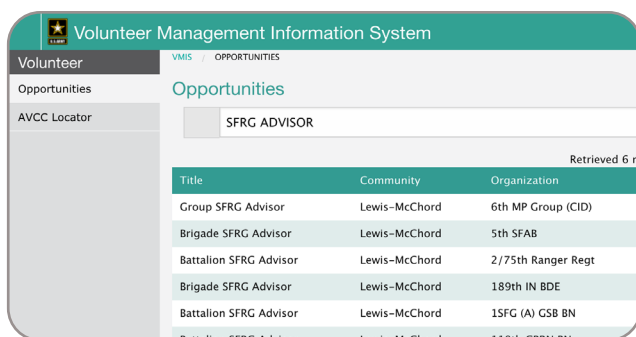 Volunteer Management Information System
Volunteer
Opportunities
AVCC Locator
VMIS / OPPORTUNITIES
Opportunities
SFRG ADVISOR
Retrieved 6
Title Community Organization
Group SFRG Advisor Lewis-McChord 6th MP Group (CID)
Brigade SFRG Advisor Lewis-McChord 5th SFAB
Battalion SFRG Advisor Lewis-McChord 2/75th Ranger Regt
Brigade SFRG Advisor Lewis-McChord 189th IN BDE
Battalion SFRG Advisor Lewis-McChord 1SFG (A) GSB BN